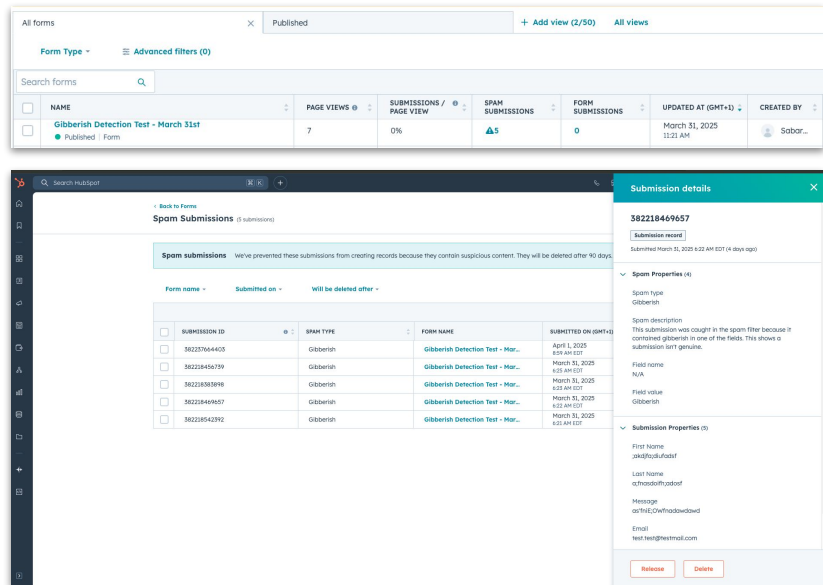 All forms
Published
+ Add view (2/50)
All views
Form Type
Advanced filters (0)
Search forms
NAME
PAGE VIEWS
SUBMISSIONS / PAGE VIEW
SPAM SUBMISSIONS
FORM SUBMISSIONS
UPDATED AT (GMT+1)
CREATED BY
Gibberish Detection Test - March 31st
Published | Form
7
0%
5
0
March 31, 2025
11:21 AM
Sabar...
Search HubSpot
⌘ K
< Back to Forms
Spam Submissions (5 submissions)
Spam submissions We've prevented these submissions from creating records because they contain suspicious content. They will be deleted after 90 days.
Form name
Submitted on
Will be deleted after
SUBMISSION ID
SPAM TYPE
FORM NAME
SUBMITTED ON (GMT+1)
382237664403 Gibberish Gibberish Detection Test - Mar... April 1, 2025
8:59 AM EDT
382218456739 Gibberish Gibberish Detection Test - Mar... March 31, 2025
6:25 AM EDT
382218383898 Gibberish Gibberish Detection Test - Mar... March 31, 2025
6:23 AM EDT
382218469657 Gibberish Gibberish Detection Test - Mar... March 31, 2025
6:22 AM EDT
382218542392 Gibberish Gibberish Detection Test - Mar... March 31, 2025
6:21 AM EDT
Submission details
382218469657
Submission record
Submitted March 31, 2025 6:22 AM EDT (4 days ago)
Spam Properties (4)
Spam type
Gibberish
Spam description
This submission was caught in the spam filter because it
contained gibberish in one of the fields. This shows a
submission isn't genuine.
Field name
N/A
Field value
Gibberish
Submission Properties (5)
First Name
;akdjfa;diufadsf
Last Name
a;fnasdoifh;adosf
Message
as'fniE;OWfnadawdawd
Email
test.test@testmail.com
Release
Delete